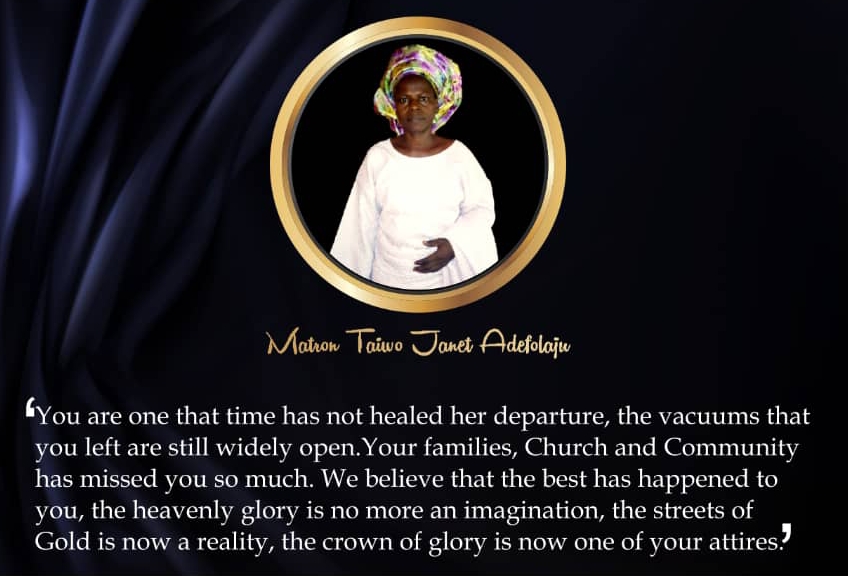 Matron Taiwo Janet Adefolaju
‘You are one that time has not healed her departure, the vacuums that
you left are still widely open.Your families, Church and Community
has missed you so much. We believe that the best has happened to
you, the heavenly glory is no more an imagination, the streets of
Gold is now a reality, the crown of glory is now one of your attires.’